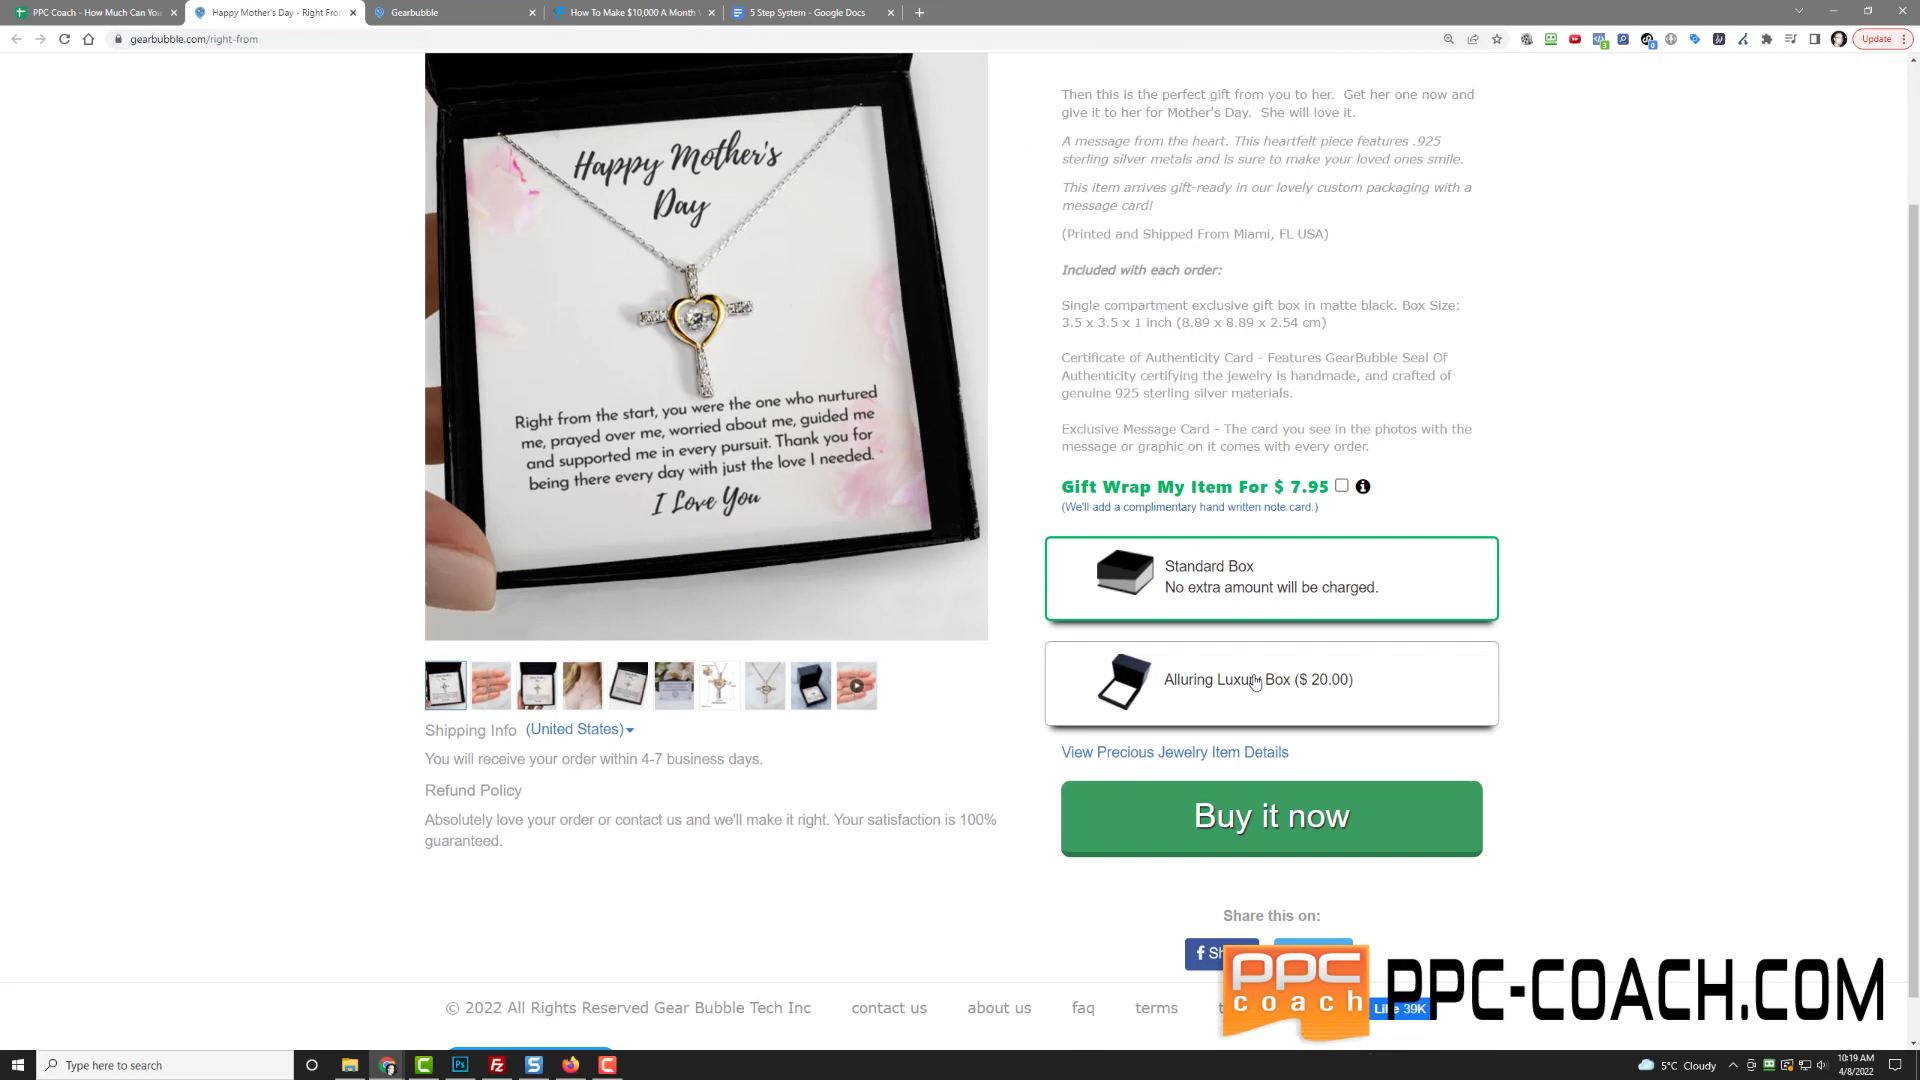 PPC Coach - How Much Can You
Happy Mother's Day - Right From
Gearbubble
How To Make $10,000 A Month
5 Step System - Google Docs
gearbubble.com/right-from
Update
Happy Mother's
Day
Right from the start, you were the one who nurtured
me, prayed over me, worried about me, guided me
and supported me in every pursuit. Thank you for
being there every day with just the love I needed.
I Love You
Shipping Info (United States)
You will receive your order within 4-7 business days.
Refund Policy
Absolutely love your order or contact us and we'll make it right. Your satisfaction is 100%
guaranteed.
Then this is the perfect gift from you to her. Get her one now and
give it to her for Mother's Day. She will love it.
A message from the heart. This heartfelt piece features .925
sterling silver metals and is sure to make your loved ones smile.
This item arrives gift-ready in our lovely custom packaging with a
message card!
(Printed and Shipped From Miami, FL USA)
Included with each order:
Single compartment exclusive gift box in matte black. Box Size:
3.5 x 3.5 x 1 inch (8.89 x 8.89 x 2.54 cm)
Certificate of Authenticity Card - Features GearBubble Seal Of
Authenticity certifying the jewelry is handmade, and crafted of
genuine 925 sterling silver materials.
Exclusive Message Card - The card you see in the photos with the
message or graphic on it comes with every order.
Gift Wrap My Item For $ 7.95
(We'll add a complimentary hand written note card.)
Standard Box
No extra amount will be charged.
Alluring Luxury Box ($ 20.00)
View Precious Jewelry Item Details
Buy it now
Share this on:
f Sh
© 2022 All Rights Reserved Gear Bubble Tech Inc contact us about us faq terms
Like 39K
PPC
coach
PPC-COACH.COM
Type here to search
5°C Cloudy
10:19 AM
4/8/2022